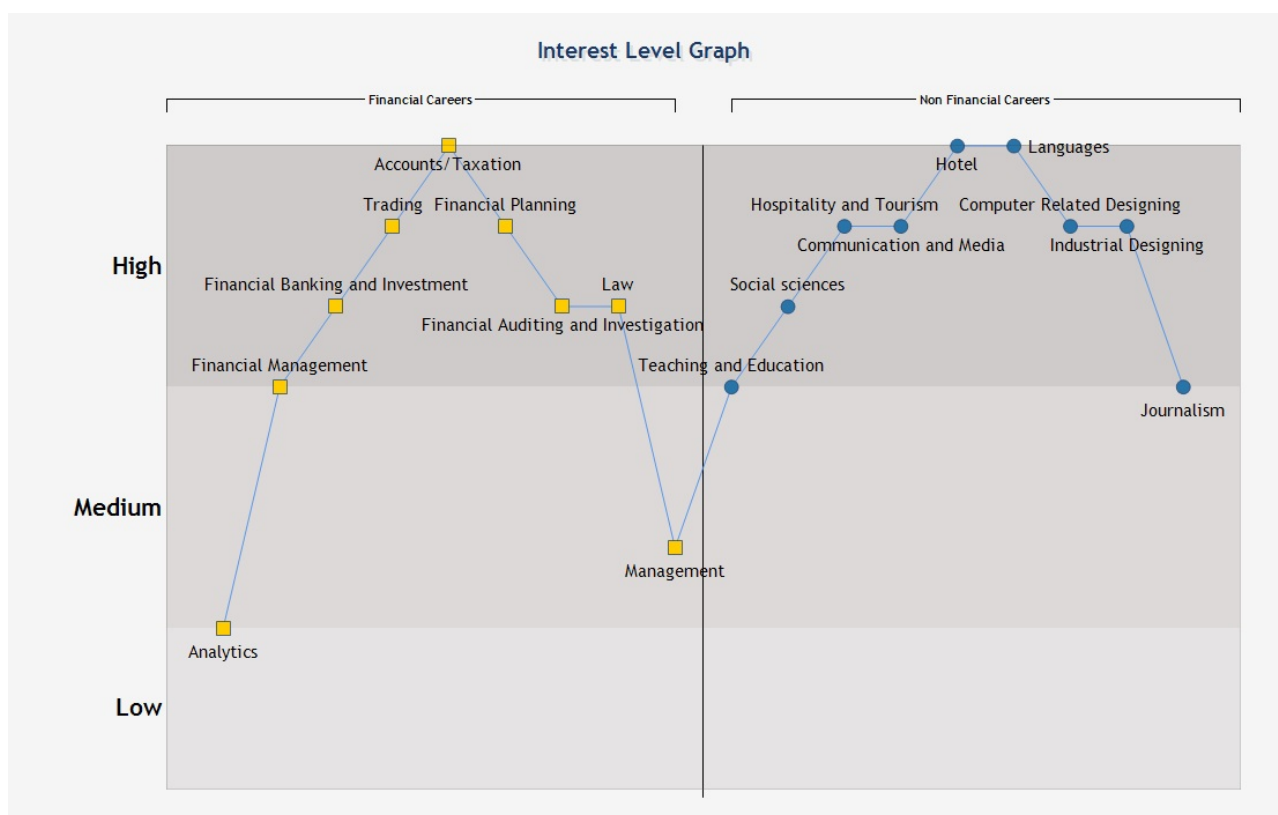 Interest Level Graph
Financial Careers
Non Financial Careers
Accounts/Taxation
Hotel
Languages
Trading
Financial Planning
Hospitality and Tourism
Computer Related Designing
Communication and Media
Industrial Designing
High
Financial Banking and Investment
Law
Social sciences
Financial Auditing and Investigation
Financial Management
Teaching and Education
Journalism
Medium
Management
Analytics
Low